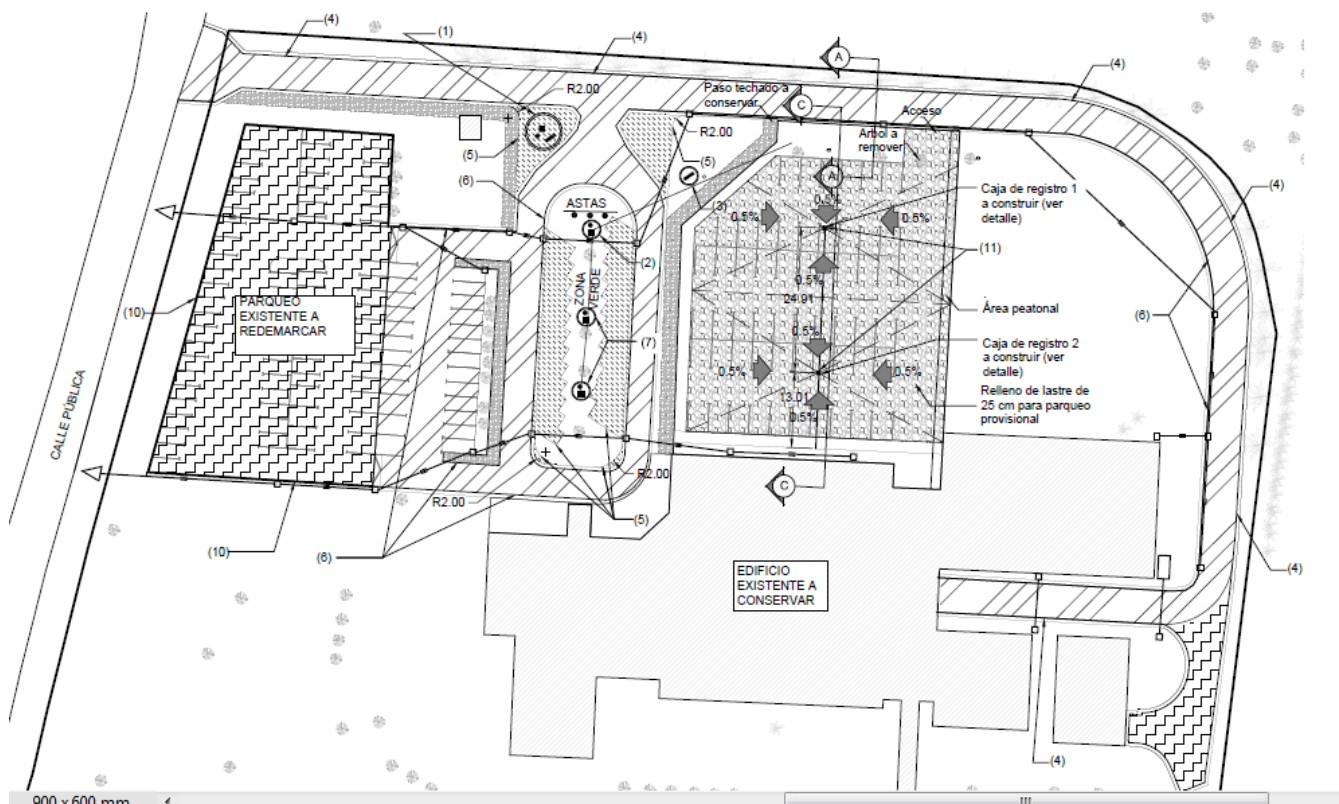 (4)
(1)
(4)
A
(4)
R2.00
Paso techado a
conservar
C
Acceso
R2.00
Arbol a
remover
(5)
(5)
(6)
A
(3)
Caja de registro 1
a construir (ver
detalle)
(4)
ASTAS
0.5%
0.5%
0.5%
(2)
(11)
ZONA
VERDE
0.5%
24.91
PARQUEO
EXISTENTE A
REDEMARCAR
(10)
Área peatonal
(6)
0.5%
(7)
Caja de registro 2
a construir (ver
detalle)
0.5%
0.5%
CALLE PÚBLICA
13.01
0.5%
Relleno de lastre de
25 cm para parqueo
provisional
R2.00
C
R2.00
(5)
(10)
(6)
EDIFICIO
EXISTENTE A
CONSERVAR
(4)
(4)
900 x 600 mm